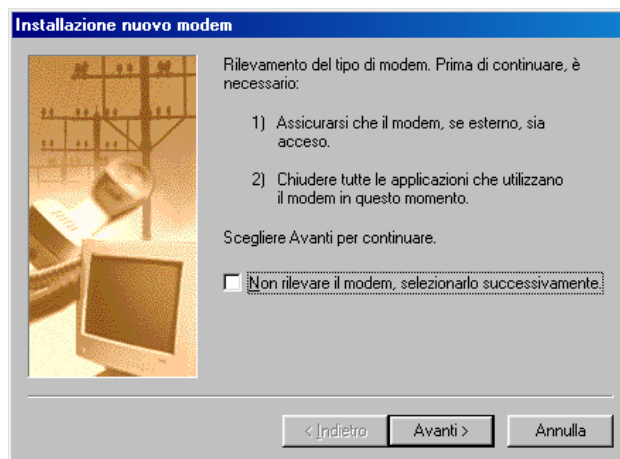 Installazione nuovo modem
Rilevamento del tipo di modem. Prima di continuare, è
necessario:
1) Assicurarsi che il modem, se esterno, sia
acceso.
2) Chiudere tutte le applicazioni che utilizzano
il modem in questo momento.
Scegliere Avanti per continuare.
Non rilevare il modem, selezionarlo successivamente.
< Indietro
Avanti >
Annulla